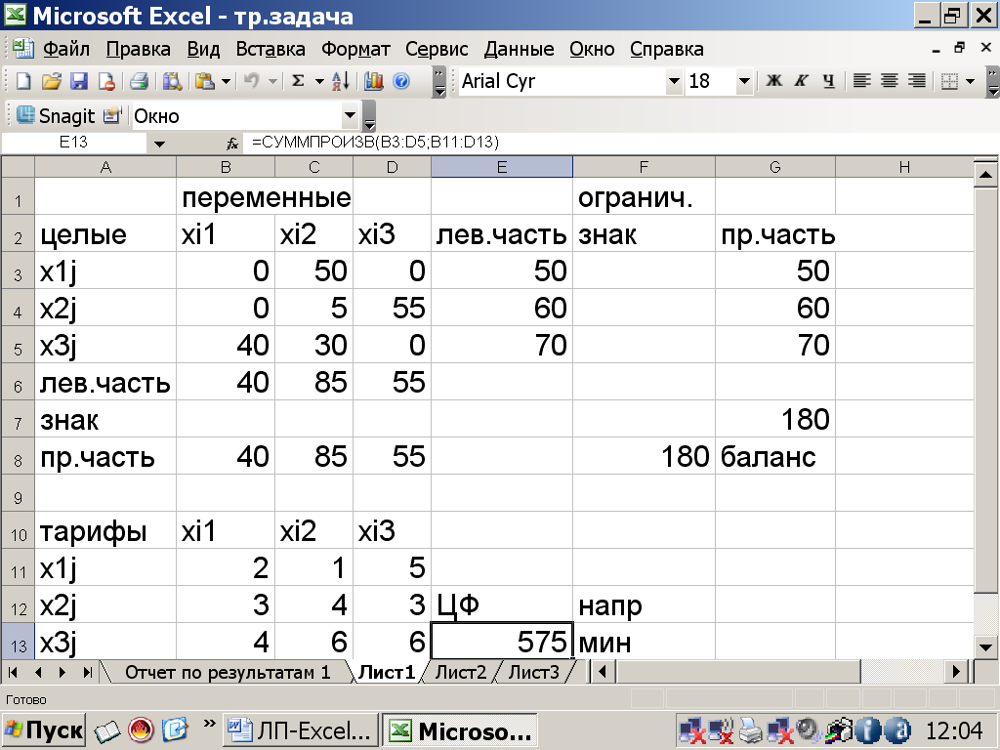 Microsoft Excel - тр.задача
Файл Правка Вид Вставка Формат Сервис Данные Окно Справка
Σ Arial Cyr 18 Ж К Ч
Snagit Окно
E13 fx =СУММПРОИЗВ(B3:D5;B11:D13)
A B C D E F G H
1 переменные огранич.
2 целые xi1 xi2 xi3 лев.часть знак пр.часть
3 x1j 0 50 0 50 50
4 x2j 0 5 55 60 60
5 x3j 40 30 0 70 70
6 лев.часть 40 85 55
7 знак 180
8 пр.часть 40 85 55 180 баланс
9
10 тарифы xi1 xi2 xi3
11 x1j 2 1 5
12 x2j 3 4 3 ЦФ напр
13 x3j 4 6 6 575 мин
Отчет по результатам 1 Лист1 Лист2 Лист3
Готово
Пуск » ЛП-Excel... Microso... 12:04